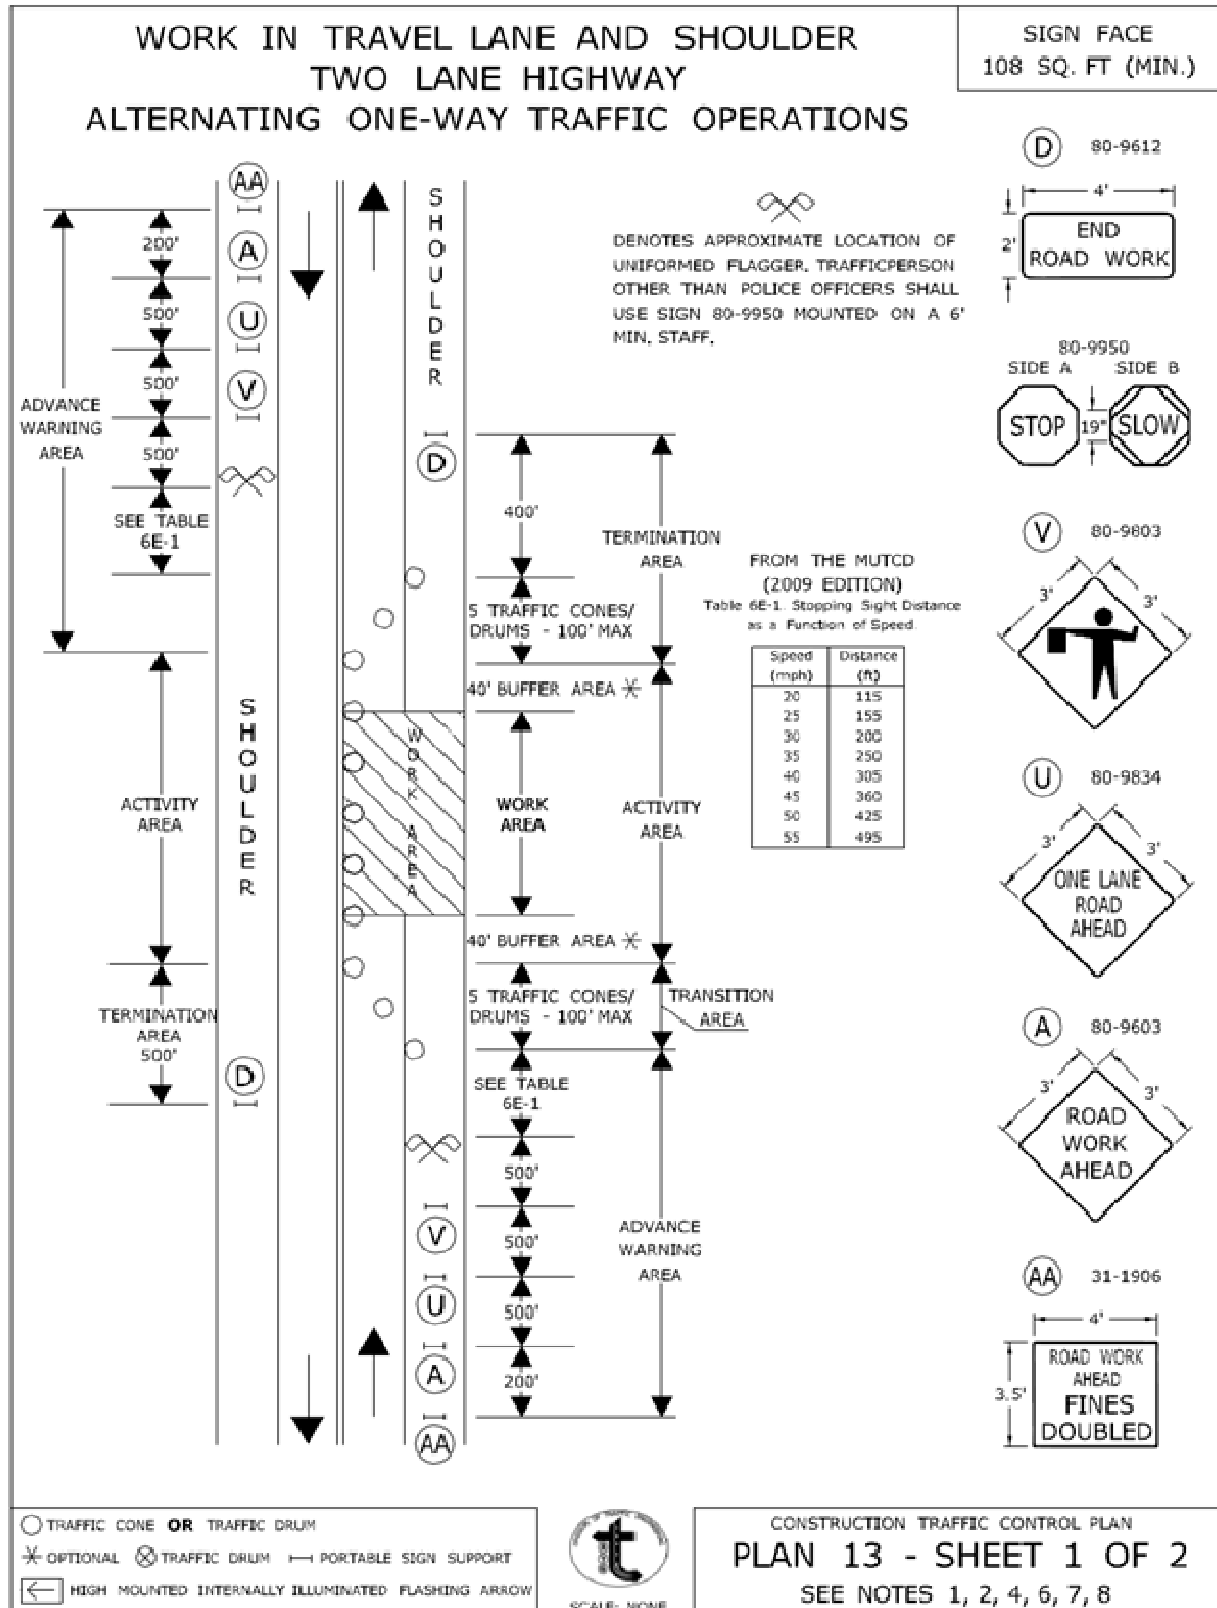 WORK IN TRAVEL LANE AND SHOULDER
TWO LANE HIGHWAY
ALTERNATING ONE-WAY TRAFFIC OPERATIONS
SIGN FACE
108 SQ. FT (MIN.)
AA
A
U
V
200'
500'
500'
500'
SEE TABLE
6E-1
ADVANCE
WARNING
AREA
SHOULDER
ACTIVITY
AREA
TERMINATION
AREA
500'
D
SHOULDER
D
400'
TERMINATION
AREA
5 TRAFFIC CONES/
DRUMS - 100' MAX
40' BUFFER AREA
WORK AREA
WORK
AREA
ACTIVITY
AREA
40' BUFFER AREA
5 TRAFFIC CONES/
DRUMS - 100' MAX
TRANSITION
AREA
SEE TABLE
6E-1
500'
500'
500'
200'
ADVANCE
WARNING
AREA
V
U
A
AA
DENOTES APPROXIMATE LOCATION OF
UNIFORMED FLAGGER. TRAFFICPERSON
OTHER THAN POLICE OFFICERS SHALL
USE SIGN 80-9950 MOUNTED ON A 6'
MIN. STAFF.
FROM THE MUTCD
(2009 EDITION)
Table 6E-1. Stopping Sight Distance
as a Function of Speed
Speed Distance
(mph) (ft)
20 115
25 155
30 200
35 250
40 305
45 360
50 425
55 495
D 80-9612
4'
2'
END
ROAD WORK
80-9950
SIDE A SIDE B
STOP 19" SLOW
V 80-9803
3' 3'
U 80-9834
3' 3'
ONE LANE
ROAD
AHEAD
A 80-9603
3' 3'
ROAD
WORK
AHEAD
AA 31-1906
4'
3.5'
ROAD WORK
AHEAD
FINES
DOUBLED
TRAFFIC CONE OR TRAFFIC DRUM
OPTIONAL TRAFFIC DRUM PORTABLE SIGN SUPPORT
HIGH MOUNTED INTERNALLY ILLUMINATED FLASHING ARROW
SCALE: NONE
CONSTRUCTION TRAFFIC CONTROL PLAN
PLAN 13 - SHEET 1 OF 2
SEE NOTES 1, 2, 4, 6, 7, 8